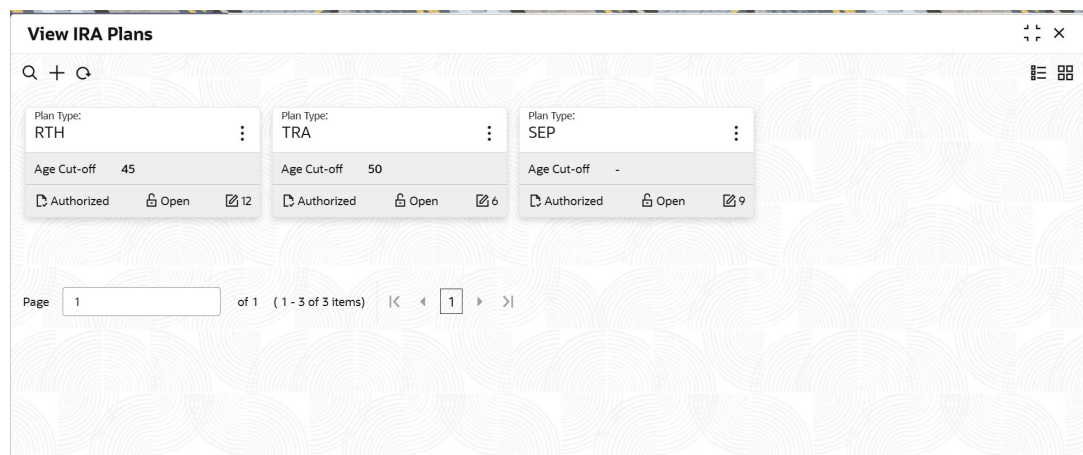 View IRA Plans
Plan Type:
RTH
Age Cut-off 45
Authorized Open 12
Plan Type:
TRA
Age Cut-off 50
Authorized Open 6
Plan Type:
SEP
Age Cut-off -
Authorized Open 9
Page 1 of 1 ( 1 - 3 of 3 items) 1